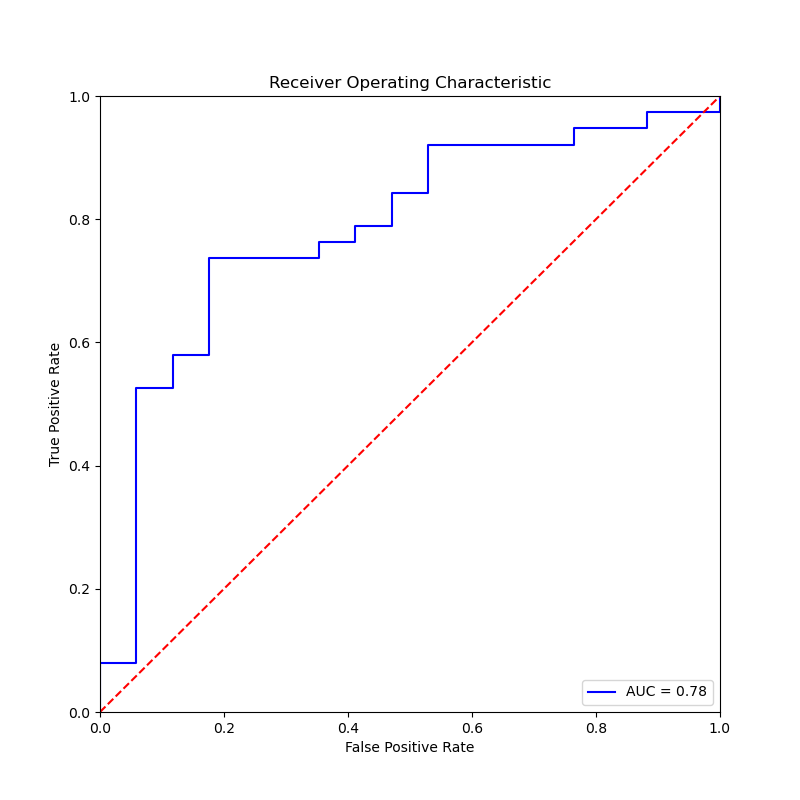 Receiver Operating Characteristic
True Positive Rate
1.0
0.8
0.6
0.4
0.2
0.0
AUC = 0.78
0.0 0.2 0.4 0.6 0.8 1.0
False Positive Rate